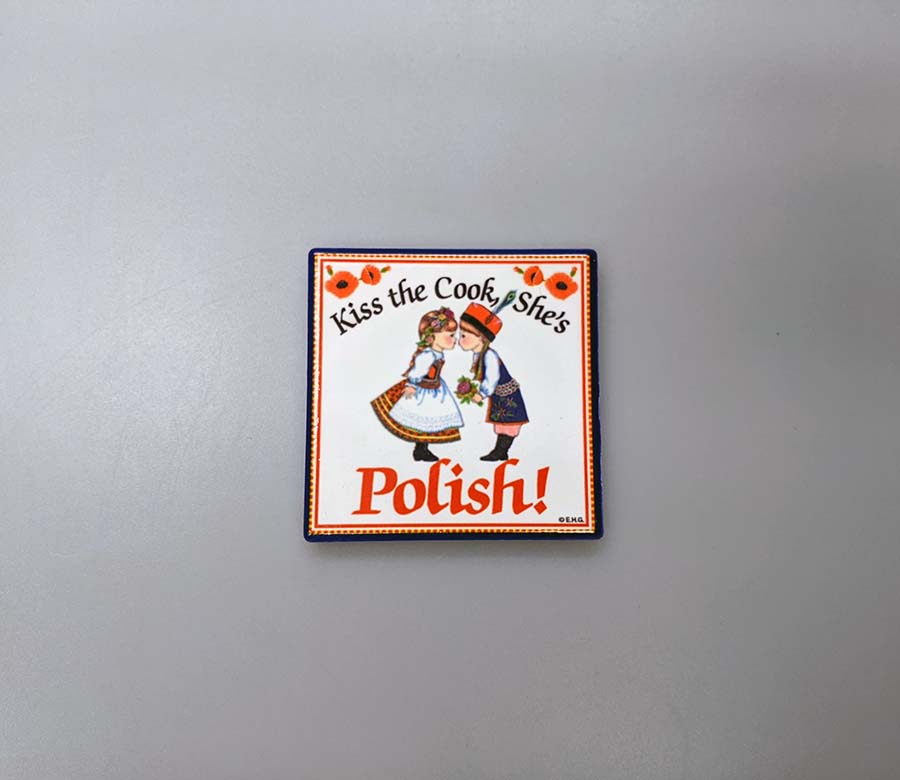 Kiss the Cook, She's
Polish!
© E.H.G.